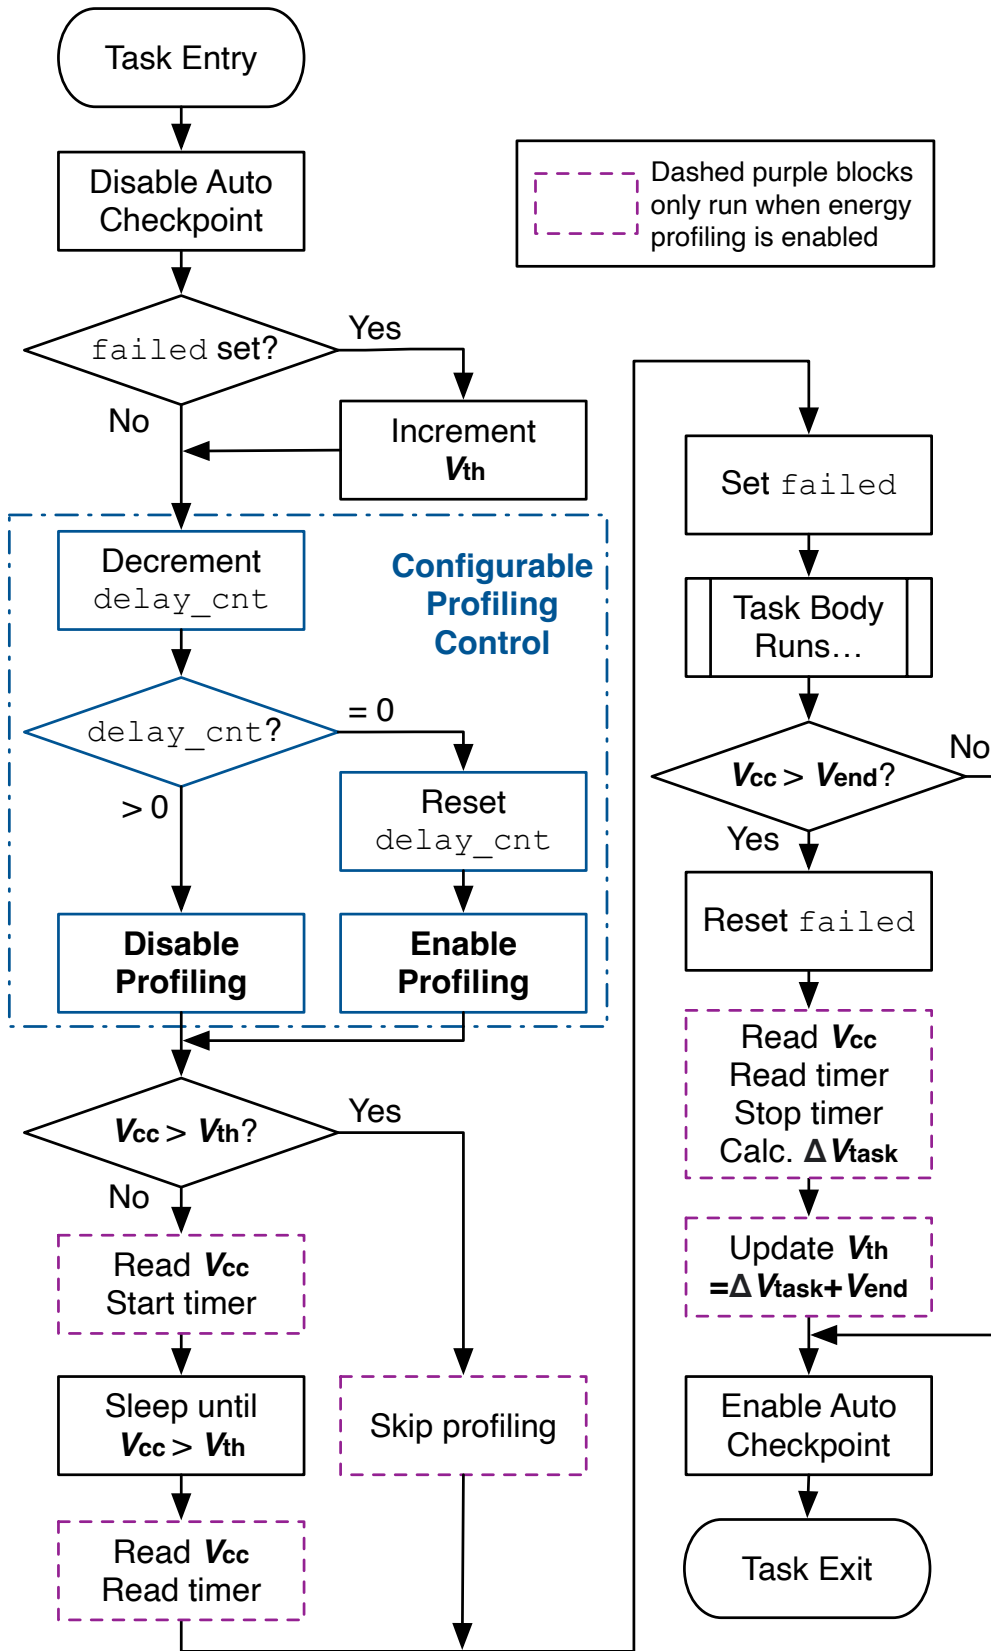 Task Entry
Disable Auto
Checkpoint
Dashed purple blocks
only run when energy
profiling is enabled
failed set?
Yes
No
Increment
Vth
Decrement
delay_cnt
Configurable
Profiling
Control
delay_cnt?
= 0
> 0
Reset
delay_cnt
Disable
Profiling
Enable
Profiling
Vcc > Vth?
Yes
No
Read Vcc
Start timer
Sleep until
Vcc > Vth
Skip profiling
Read Vcc
Read timer
Set failed
Task Body
Runs...
Vcc > Vend?
No
Yes
Reset failed
Read Vcc
Read timer
Stop timer
Calc. ΔVtask
Update Vth
=ΔVtask+Vend
Enable Auto
Checkpoint
Task Exit